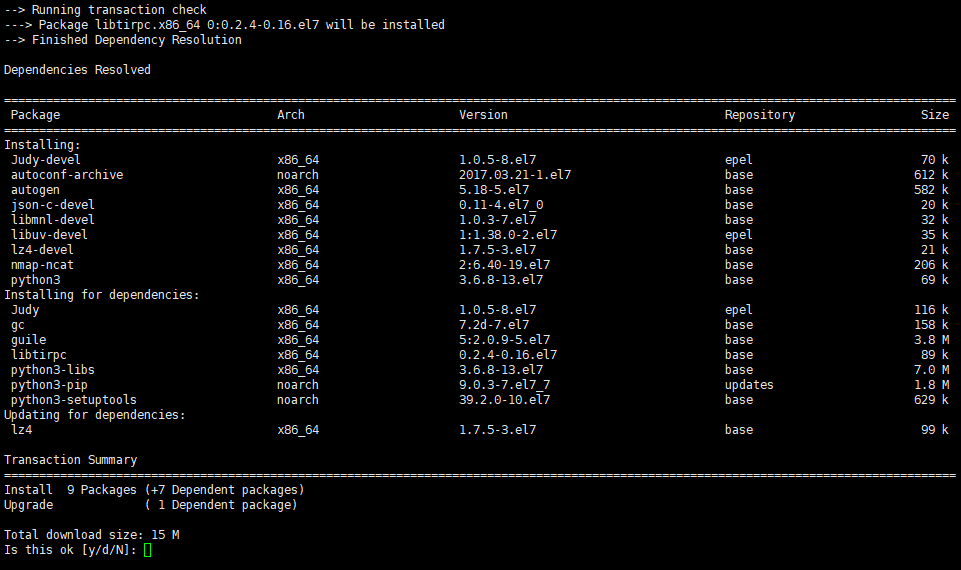 --> Running transaction check
---> Package libtirpc.x86_64 0:0.2.4-0.16.el7 will be installed
--> Finished Dependency Resolution
Dependencies Resolved
================================================================================
Package Arch Version Repository Size
================================================================================
Installing:
Judy-devel x86_64 1.0.5-8.el7 epel 70 k
autoconf-archive noarch 2017.03.21-1.el7 base 612 k
autogen x86_64 5.18-5.el7 base 582 k
json-c-devel x86_64 0.11-4.el7_0 base 20 k
libmnl-devel x86_64 1.0.3-7.el7 base 32 k
libuv-devel x86_64 1:1.38.0-2.el7 epel 35 k
lz4-devel x86_64 1.7.5-3.el7 base 21 k
nmap-ncat x86_64 2:6.40-19.el7 base 206 k
python3 x86_64 3.6.8-13.el7 base 69 k
Installing for dependencies:
Judy x86_64 1.0.5-8.el7 epel 116 k
gc x86_64 7.2d-7.el7 base 158 k
guile x86_64 5:2.0.9-5.el7 base 3.8 M
libtirpc x86_64 0.2.4-0.16.el7 base 89 k
python3-libs x86_64 3.6.8-13.el7 base 7.0 M
python3-pip noarch 9.0.3-7.el7_7 updates 1.8 M
python3-setuptools noarch 39.2.0-10.el7 base 629 k
Updating for dependencies:
lz4 x86_64 1.7.5-3.el7 base 99 k
Transaction Summary
================================================================================
Install 9 Packages (+7 Dependent packages)
Upgrade ( 1 Dependent package)
Total download size: 15 M
Is this ok [y/d/N]: